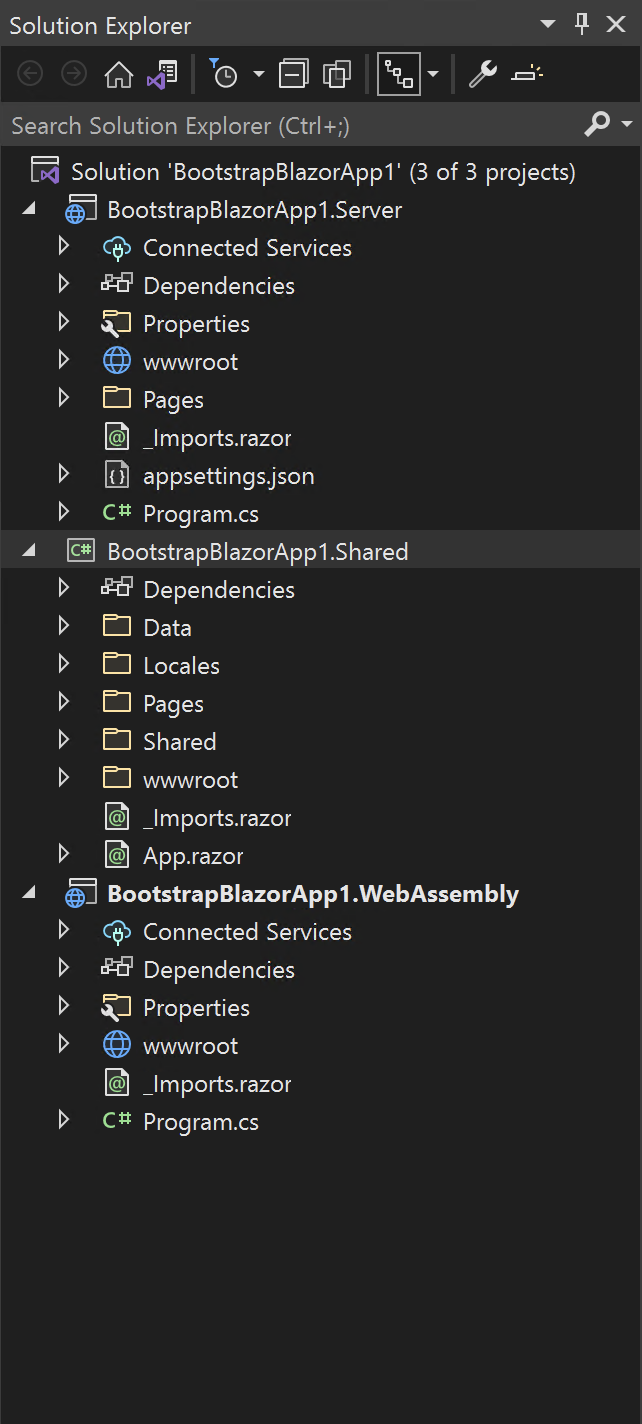 Solution Explorer
Search Solution Explorer (Ctrl+;)
Solution 'BootstrapBlazorApp1' (3 of 3 projects)
BootstrapBlazorApp1.Server
Connected Services
Dependencies
Properties
wwwroot
Pages
_Imports.razor
appsettings.json
C# Program.cs
C# BootstrapBlazorApp1.Shared
Dependencies
Data
Locales
Pages
Shared
wwwroot
_Imports.razor
App.razor
BootstrapBlazorApp1.WebAssembly
Connected Services
Dependencies
Properties
wwwroot
_Imports.razor
C# Program.cs